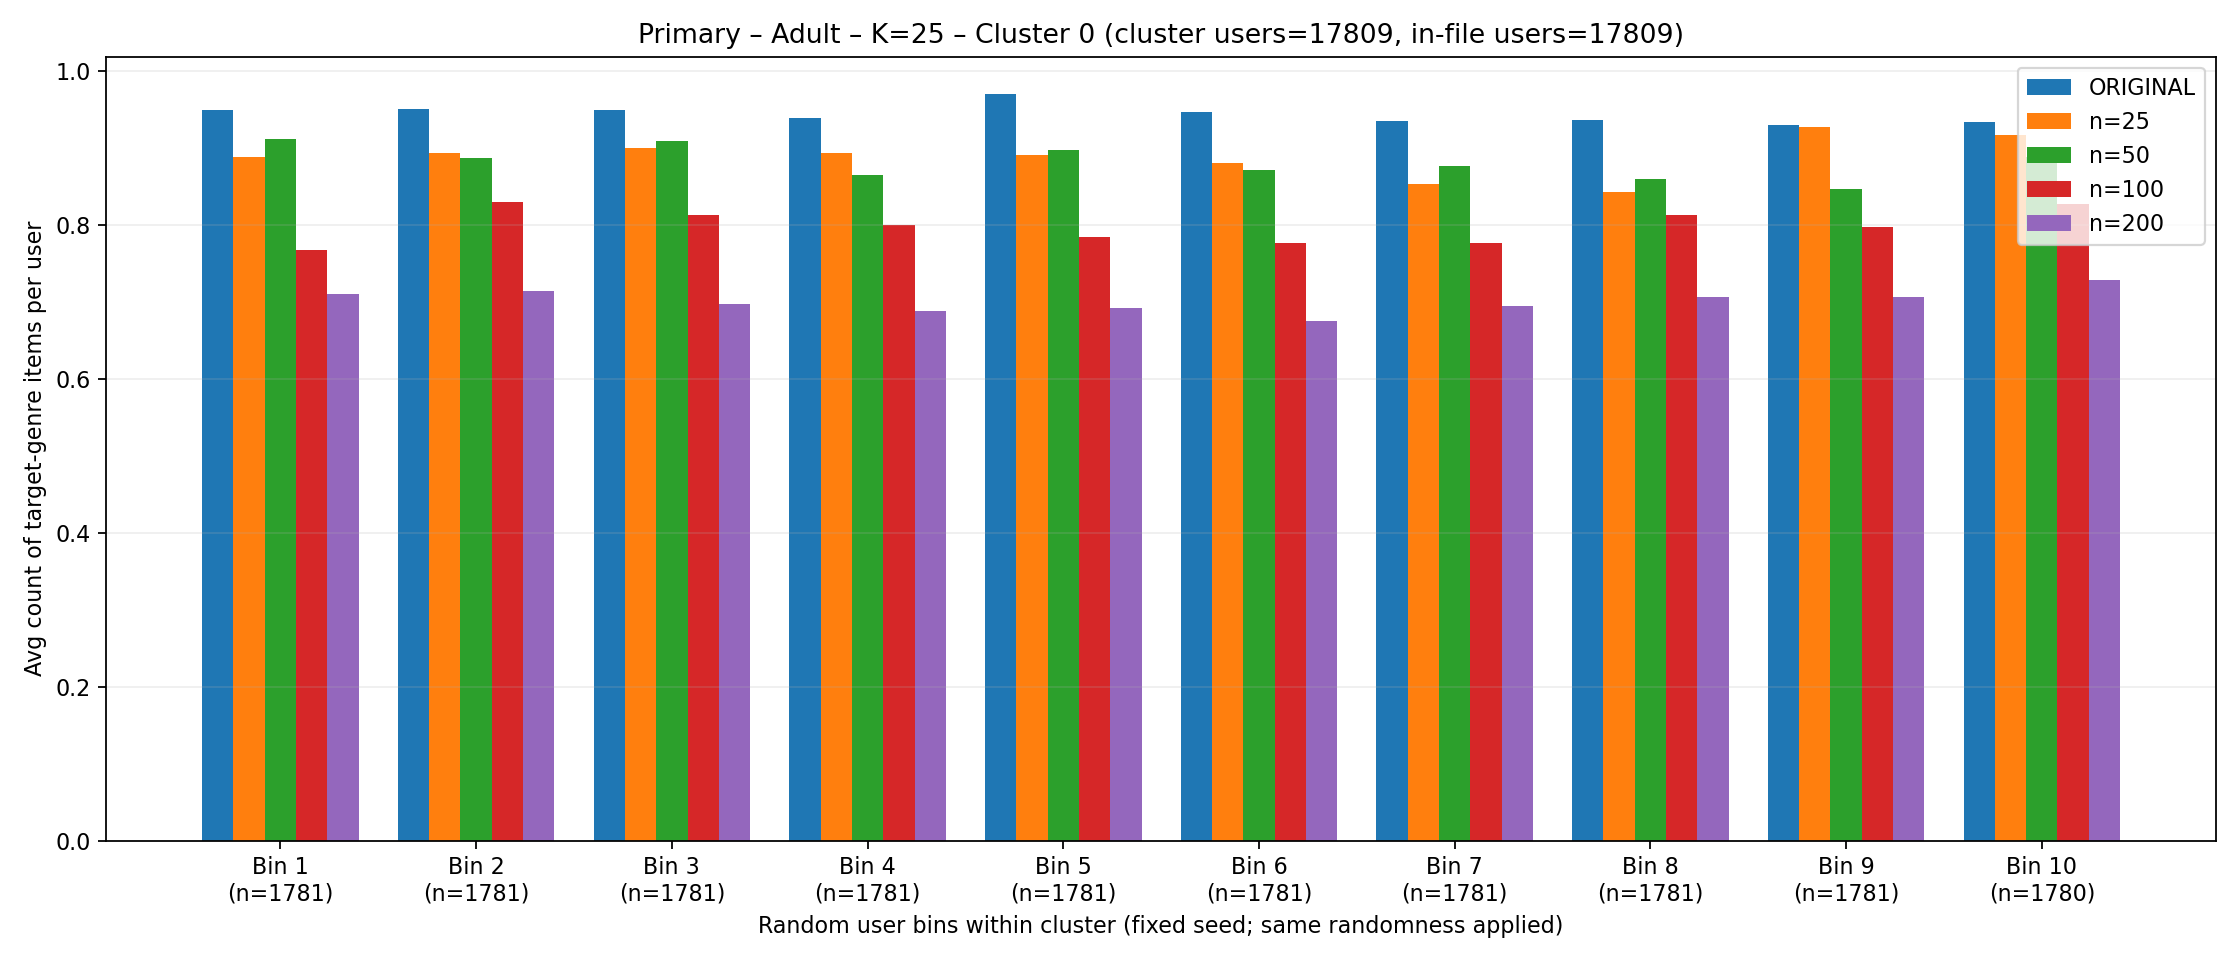 Primary – Adult – K=25 – Cluster 0 (cluster users=17809, in-file users=17809)
Avg count of target-genre items per user
1.0
0.8
0.6
0.4
0.2
0.0
ORIGINAL
n=25
n=50
n=100
n=200
Bin 1 Bin 2 Bin 3 Bin 4 Bin 5 Bin 6 Bin 7 Bin 8 Bin 9 Bin 10
(n=1781) (n=1781) (n=1781) (n=1781) (n=1781) (n=1781) (n=1781) (n=1781) (n=1781) (n=1780)
Random user bins within cluster (fixed seed; same randomness applied)